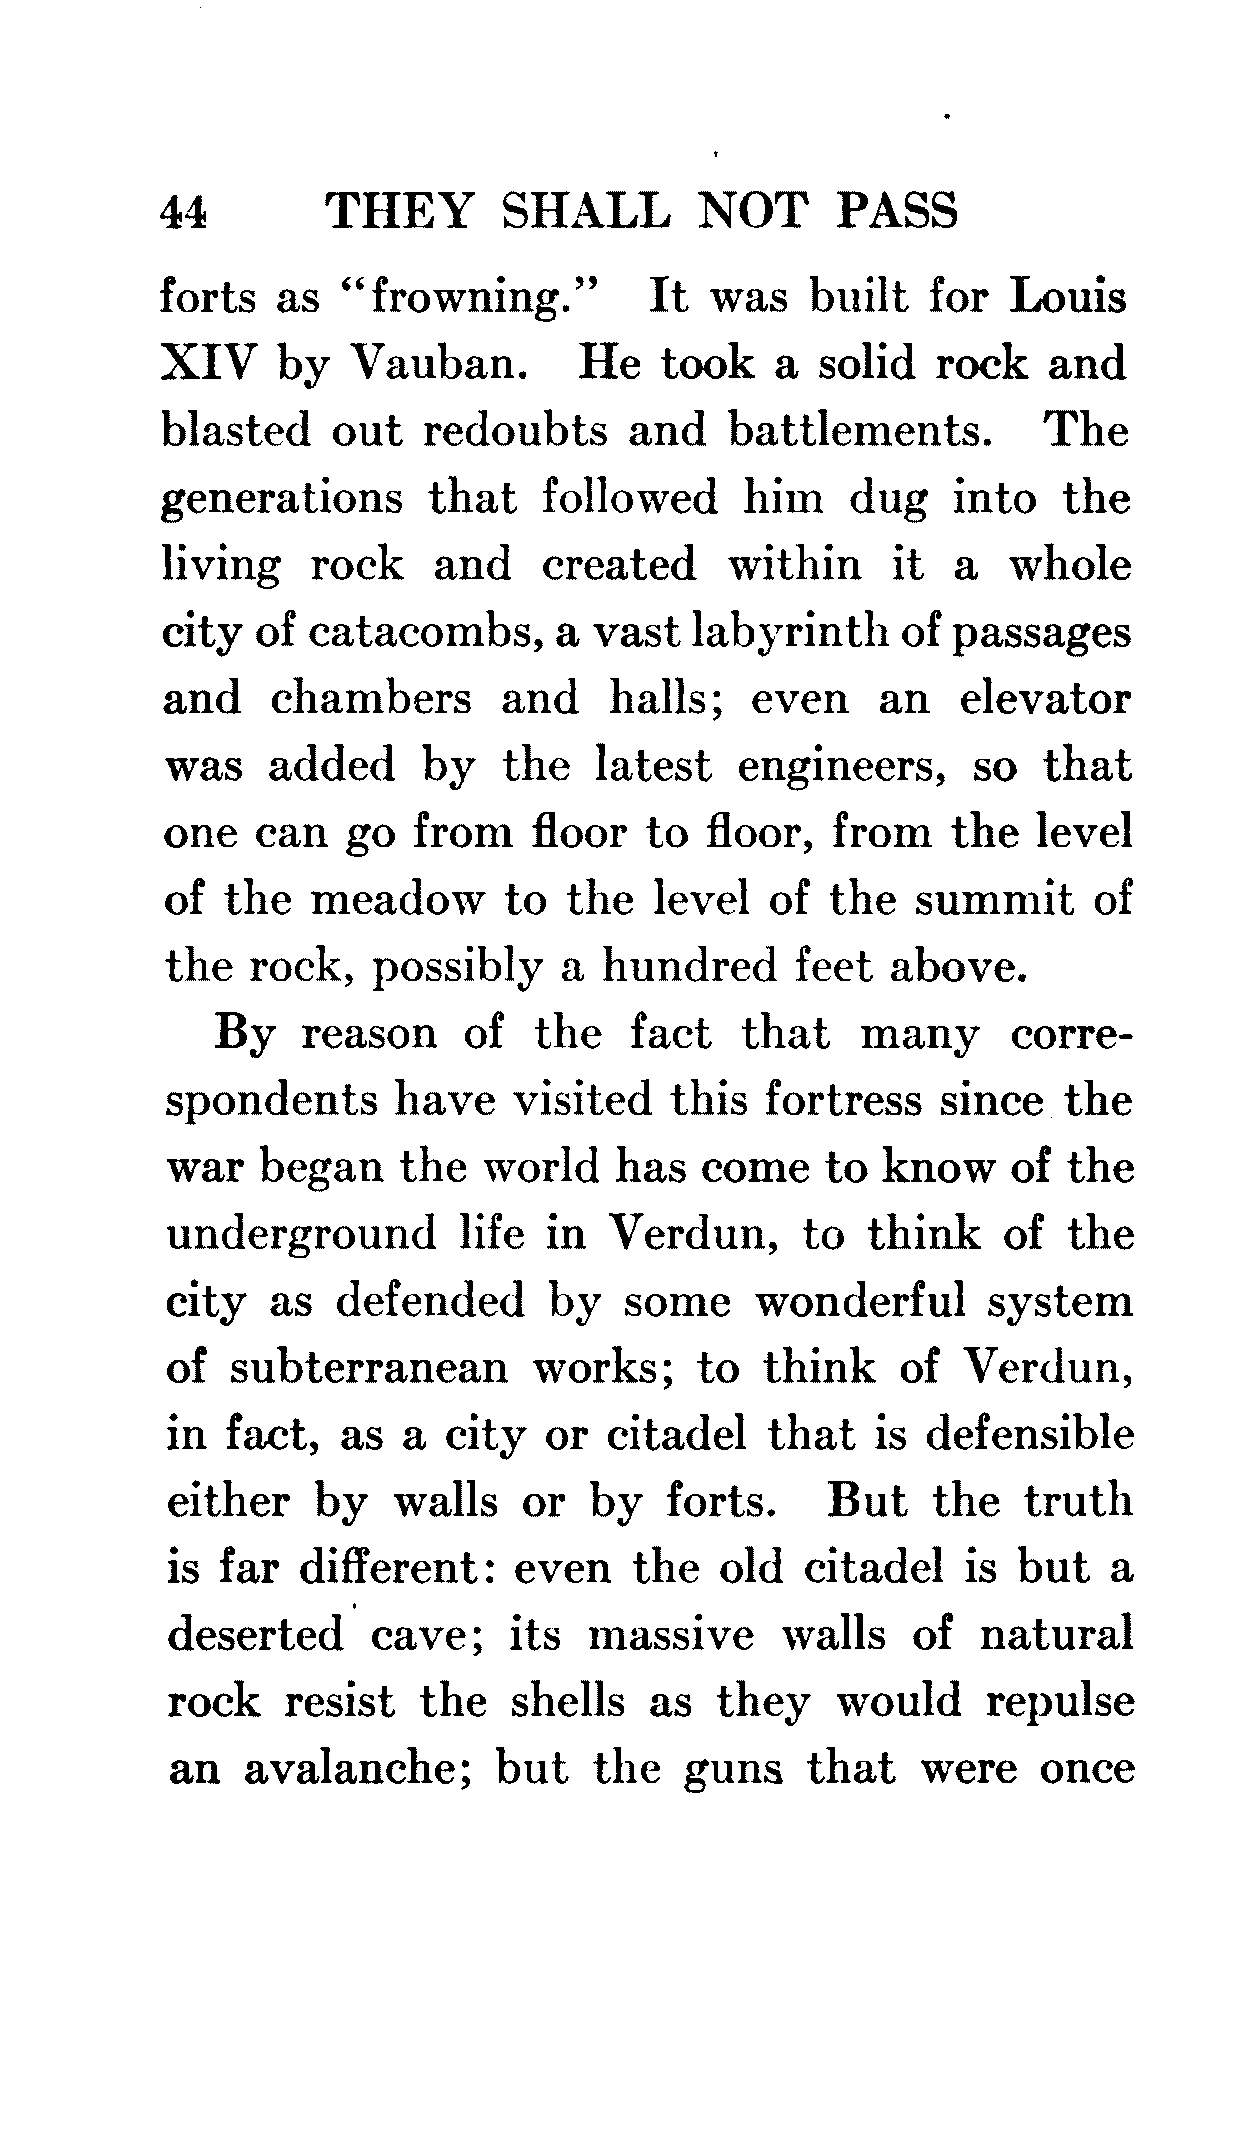 44 THEY SHALL NOT PASS
forts as “frowning.” It was built for Louis
XIV by Vauban. He took a solid rock and
blasted out redoubts and battlements. The
generations that followed him dug into the
living rock and created within it a whole
city of catacombs, a vast labyrinth of passages
and chambers and halls; even an elevator
was added by the latest engineers, so that
one can go from floor to floor, from the level
of the meadow to the level of the summit of
the rock, possibly a hundred feet above.
By reason of the fact that many corre-
spondents have visited this fortress since the
war began the world has come to know of the
underground life in Verdun, to think of the
city as defended by some wonderful system
of subterranean works; to think of Verdun,
in fact, as a city or citadel that is defensible
either by walls or by forts. But the truth
is far different: even the old citadel is but a
deserted cave; its massive walls of natural
rock resist the shells as they would repulse
an avalanche; but the guns that were once